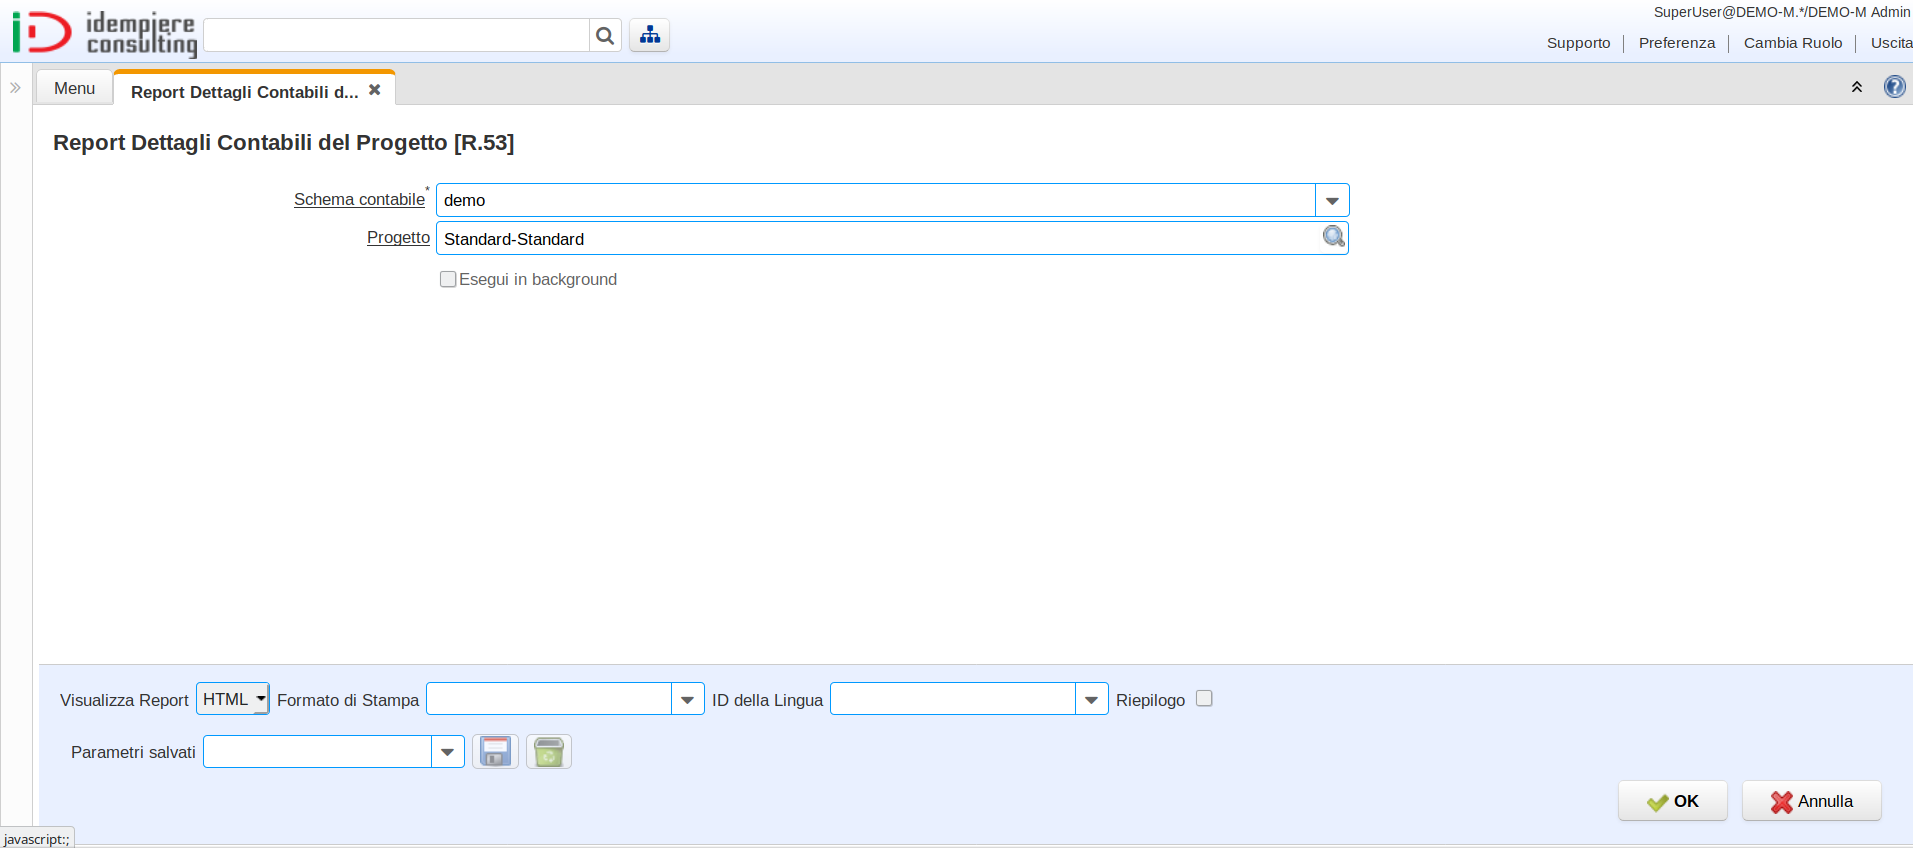 idempiere
consulting
SuperUser@DEMO-M.*/DEMO-M Admin
Supporto Preferenza Cambia Ruolo Uscita
Menu Report Dettagli Contabili d...
Report Dettagli Contabili del Progetto [R.53]
Schema contabile* demo
Progetto Standard-Standard
Esegui in background
Visualizza Report HTML Formato di Stampa ID della Lingua Riepilogo
Parametri salvati
OK Annulla
javascript:;